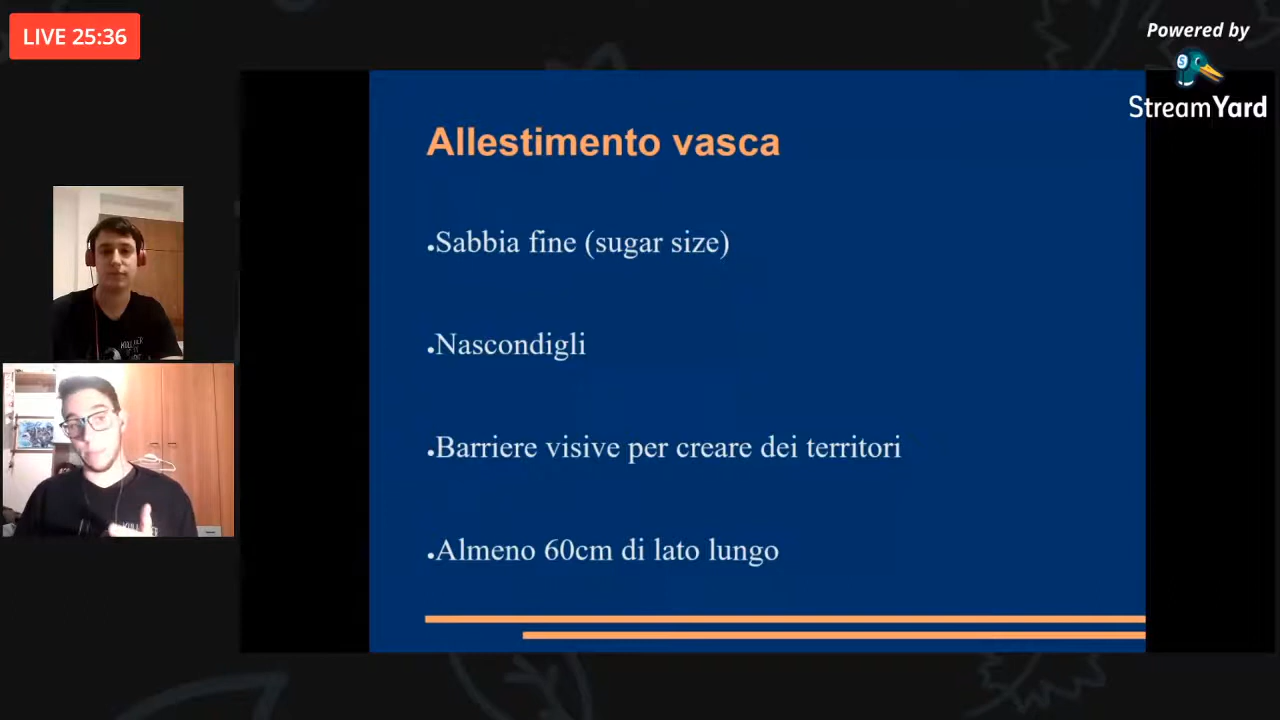 LIVE 25:36
Powered by
StreamYard
Allestimento vasca
.Sabbia fine (sugar size)
.Nascondigli
.Barriere visive per creare dei territori
.Almeno 60cm di lato lungo